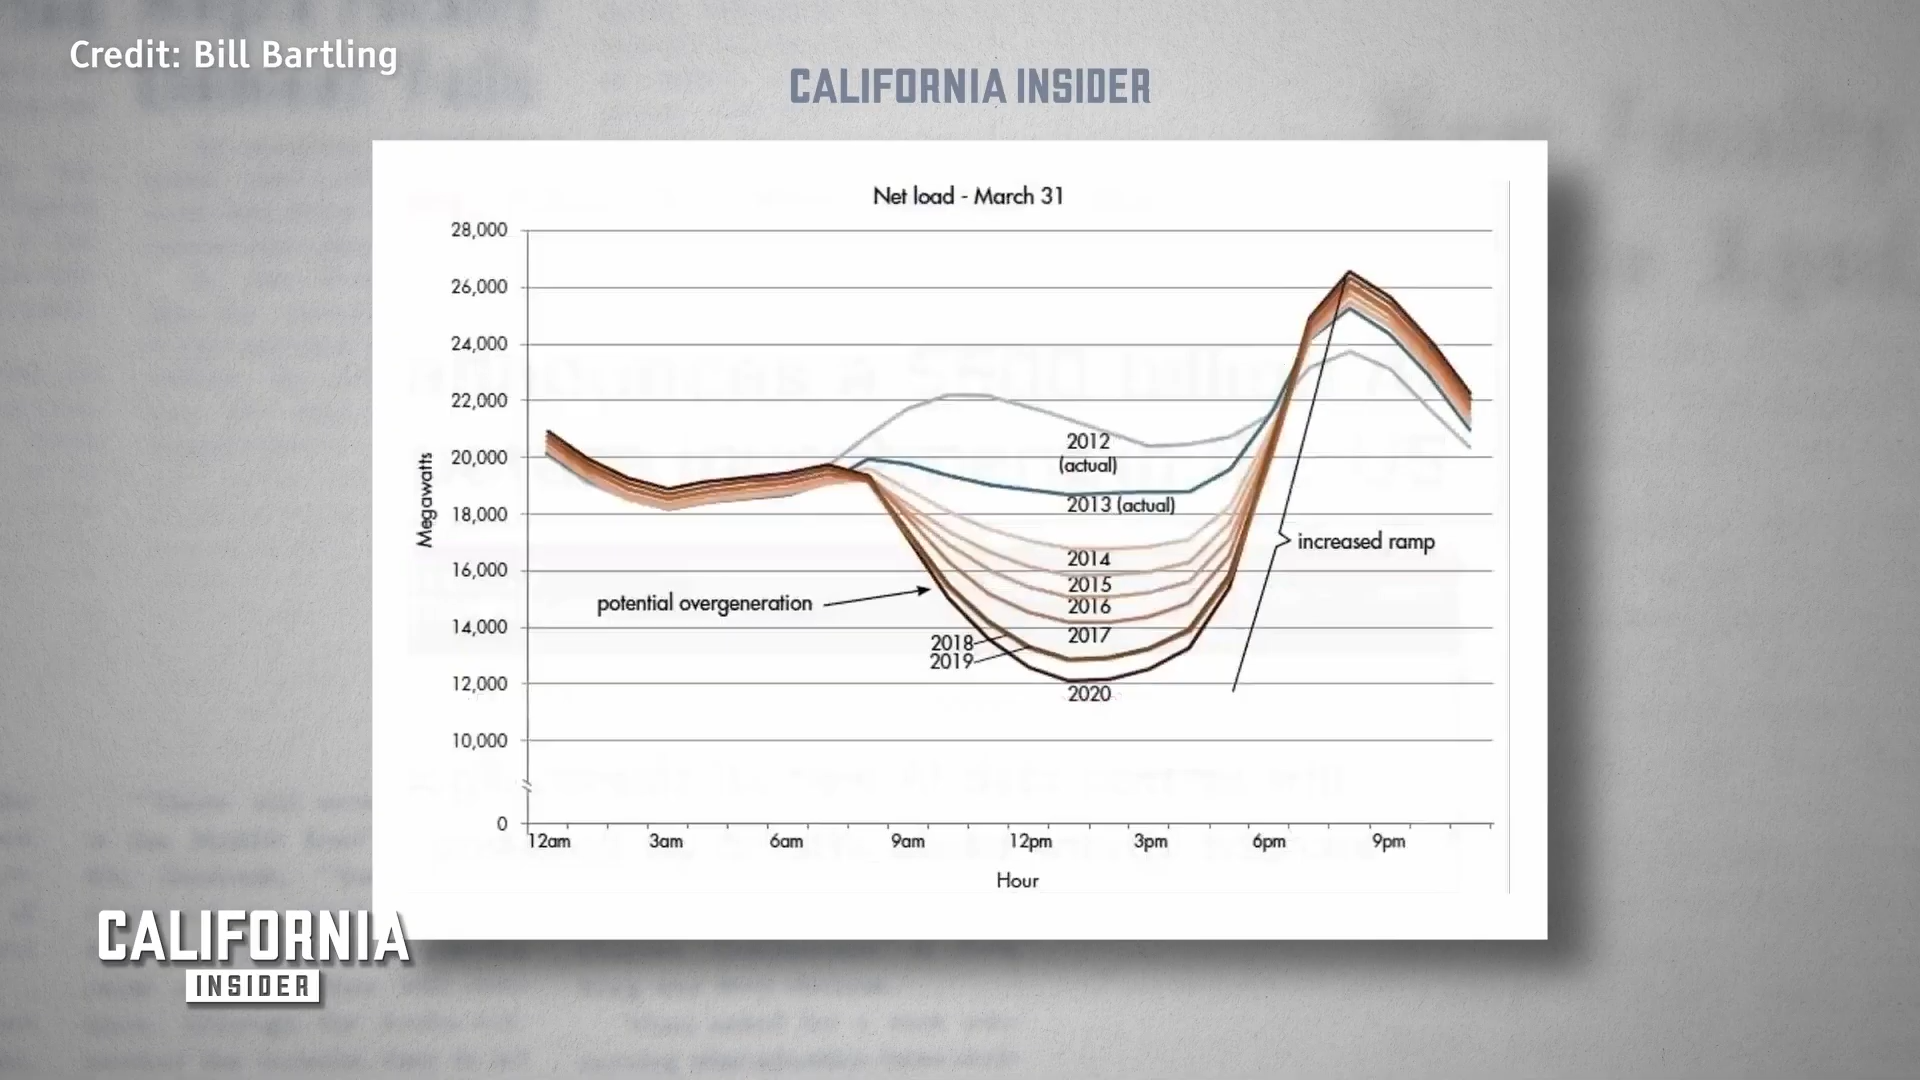 Credit: Bill Bartling
CALIFORNIA INSIDER
Net load - March 31
28,000
26,000
24,000
22,000
20,000
18,000
16,000
14,000
12,000
10,000
0
Megawatts
2012
(actual)
2013 (actual)
2014
2015
2016
2017
2018
2019
2020
potential overgeneration
increased ramp
12am 3am 6am 9am 12pm 3pm 6pm 9pm
Hour
CALIFORNIA
INSIDER